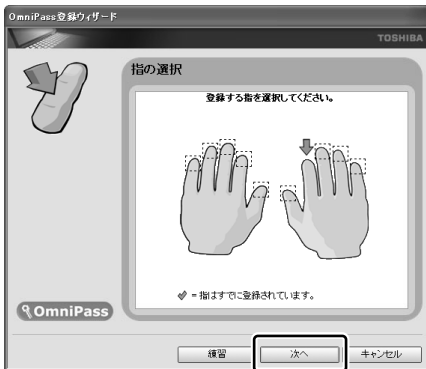 OmniPass登録ウィザード
TOSHIBA
指の選択
登録する指を選択してください。
= 指はすでに登録されています。
OmniPass
練習
次へ
キャンセル